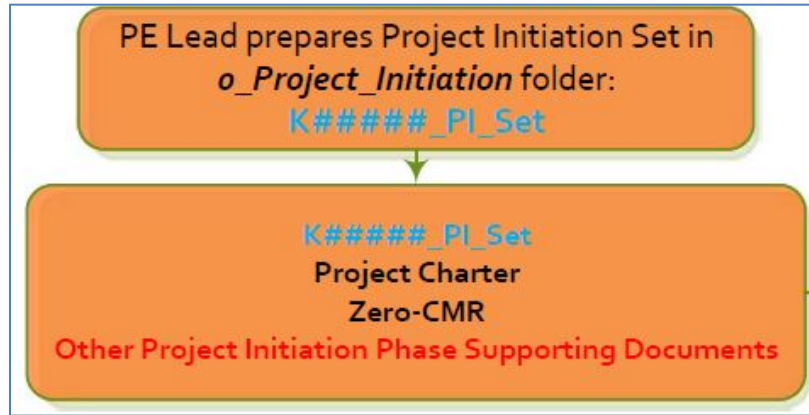 PE Lead prepares Project Initiation Set in
0_Project_Initiation folder:
K#####_PI_Set
K#####_PI_Set
Project Charter
Zero-CMR
Other Project Initiation Phase Supporting Documents